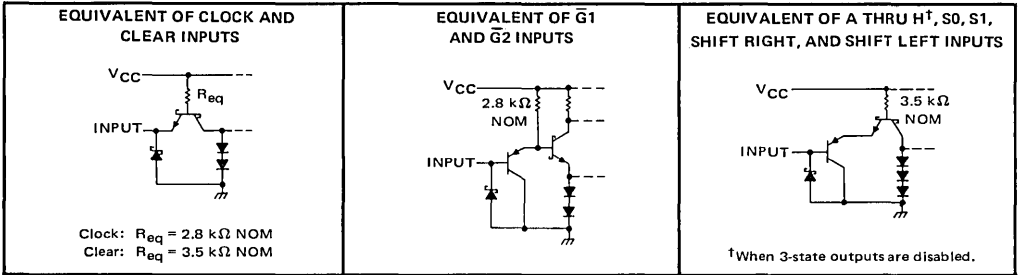 EQUIVALENT OF CLOCK AND
CLEAR INPUTS
VCC
Req
INPUT
Clock: Req = 2.8 kΩ NOM
Clear: Req = 3.5 kΩ NOM
EQUIVALENT OF G̅1
AND G̅2 INPUTS
VCC
2.8 kΩ
NOM
INPUT
EQUIVALENT OF A THRU H†, S0, S1,
SHIFT RIGHT, AND SHIFT LEFT INPUTS
VCC
3.5 kΩ
NOM
INPUT
†When 3-state outputs are disabled.